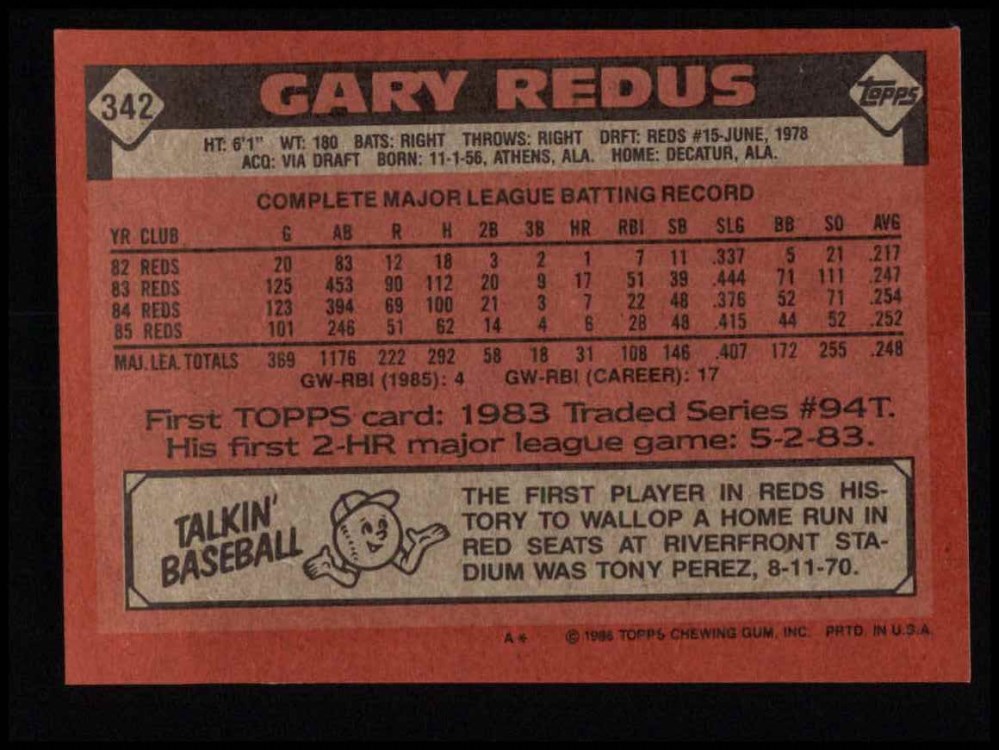 342
GARY REDUS
Topps
HT: 6'1" WT: 180 BATS: RIGHT THROWS: RIGHT DRFT: REDS #15-JUNE, 1978
ACQ: VIA DRAFT BORN: 11-1-56, ATHENS, ALA. HOME: DECATUR, ALA.
COMPLETE MAJOR LEAGUE BATTING RECORD
YR CLUB G AB R H 2B 3B HR RBI SB SLG BB SO AVG
82 REDS 20 83 12 18 3 2 1 7 11 .337 5 21 .217
83 REDS 125 453 90 112 20 9 17 51 39 .444 71 111 .247
84 REDS 123 394 69 100 21 3 7 22 48 .376 52 71 .254
85 REDS 101 246 51 62 14 4 6 28 48 .415 44 52 .252
MAJ. LEA. TOTALS 369 1176 222 292 58 18 31 108 146 .407 172 255 .248
GW-RBI (1985): 4 GW-RBI (CAREER): 17
First TOPPS card: 1983 Traded Series #94T.
His first 2-HR major league game: 5-2-83.
TALKIN'
BASEBALL
THE FIRST PLAYER IN REDS HIS-
TORY TO WALLOP A HOME RUN IN
RED SEATS AT RIVERFRONT STA-
DIUM WAS TONY PEREZ, 8-11-70.
A* © 1986 TOPPS CHEWING GUM, INC. PRTD. IN U.S.A.